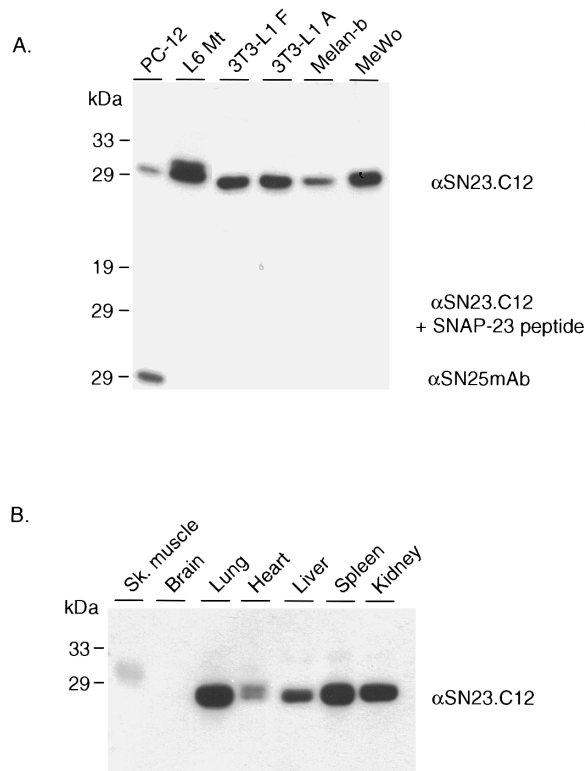 A.
PC-12
L6 Mt
3T3-L1 F
3T3-L1 A
Melan-b
MeWo
kDa
33
29
αSN23.C12
19
29
αSN23.C12
+ SNAP-23 peptide
29
αSN25mAb
B.
Sk. muscle
Brain
Lung
Heart
Liver
Spleen
Kidney
kDa
33
29
αSN23.C12